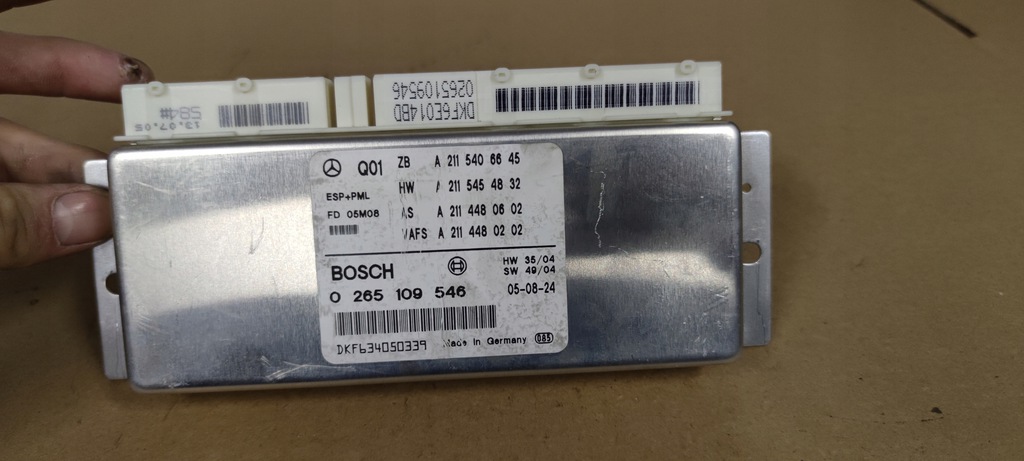 13.07.05
584#
DKF6E014BD
0265109546
Q01
ZB A 211 540 66 45
ESP+PML
HW A 211 545 48 32
FD 05M08
AS A 211 448 06 02
/AFS A 211 448 02 02
BOSCH
HW 35/04
SW 49/04
0 265 109 546
05-08-24
DKF634050339
Made in Germany
085